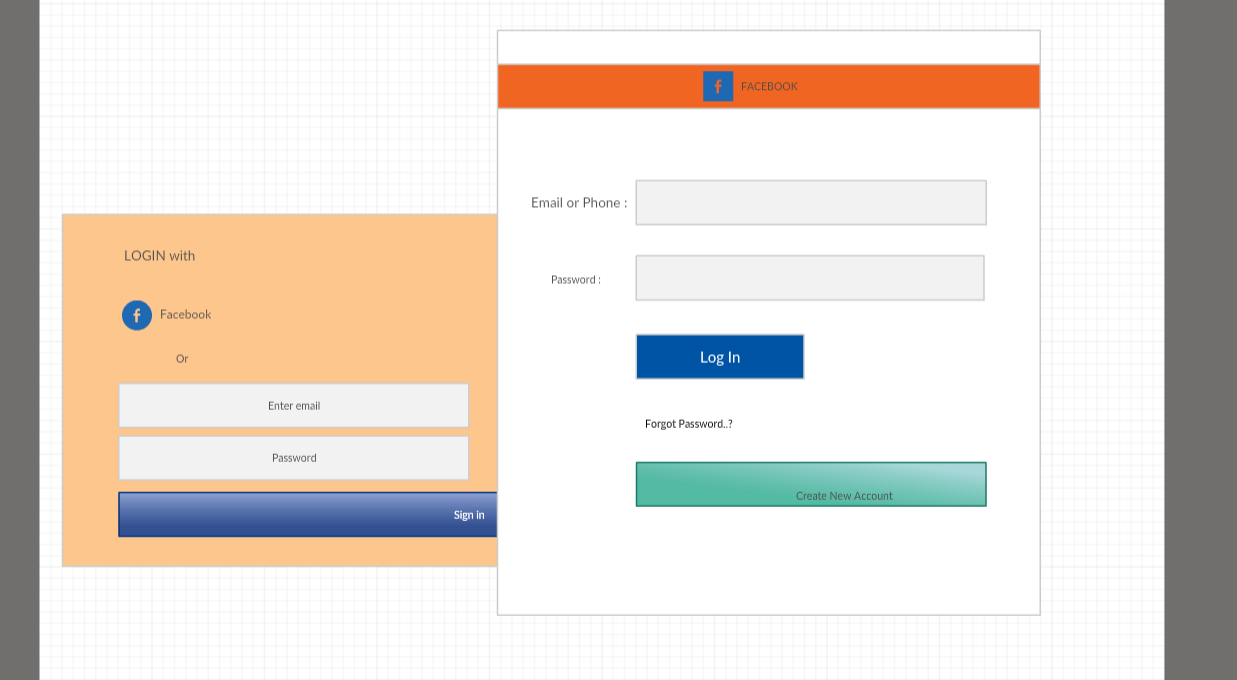 FACEBOOK
Email or Phone :
Password :
Log In
Forgot Password..?
Create New Account
LOGIN with
Facebook
Or
Enter email
Password
Sign in